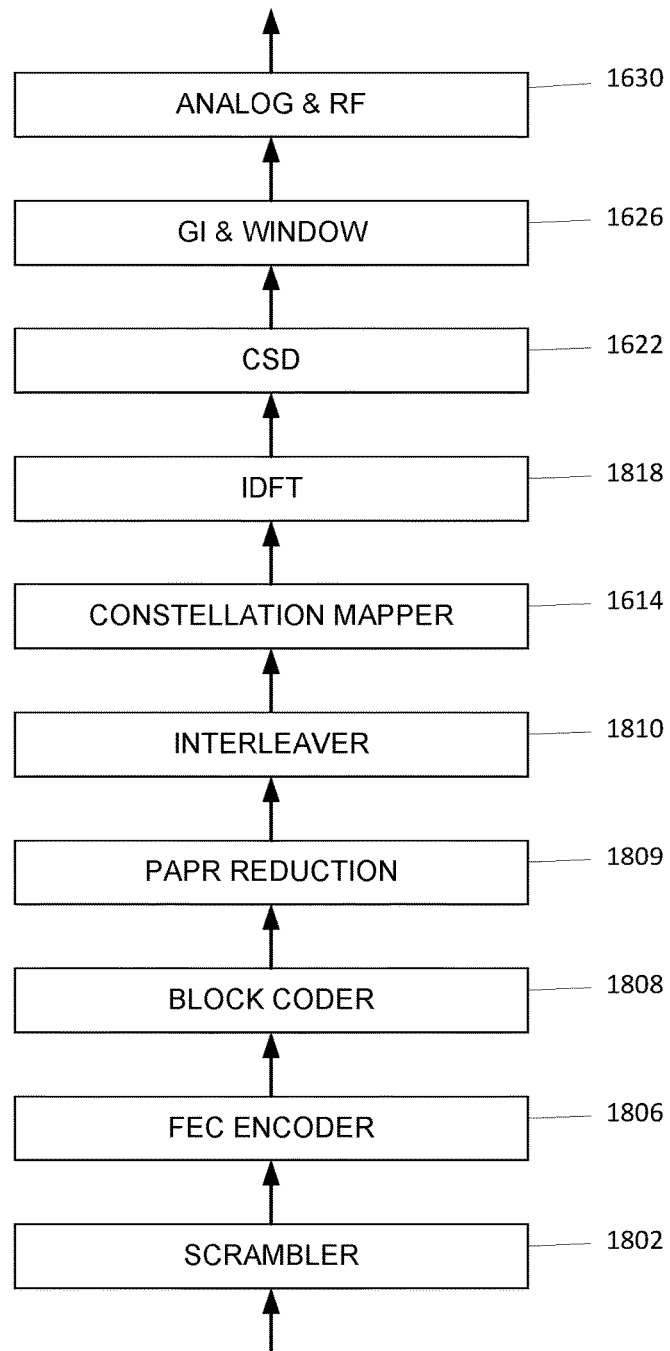 ANALOG & RF 1630
GI & WINDOW 1626
CSD 1622
IDFT 1818
CONSTELLATION MAPPER 1614
INTERLEAVER 1810
PAPR REDUCTION 1809
BLOCK CODER 1808
FEC ENCODER 1806
SCRAMBLER 1802